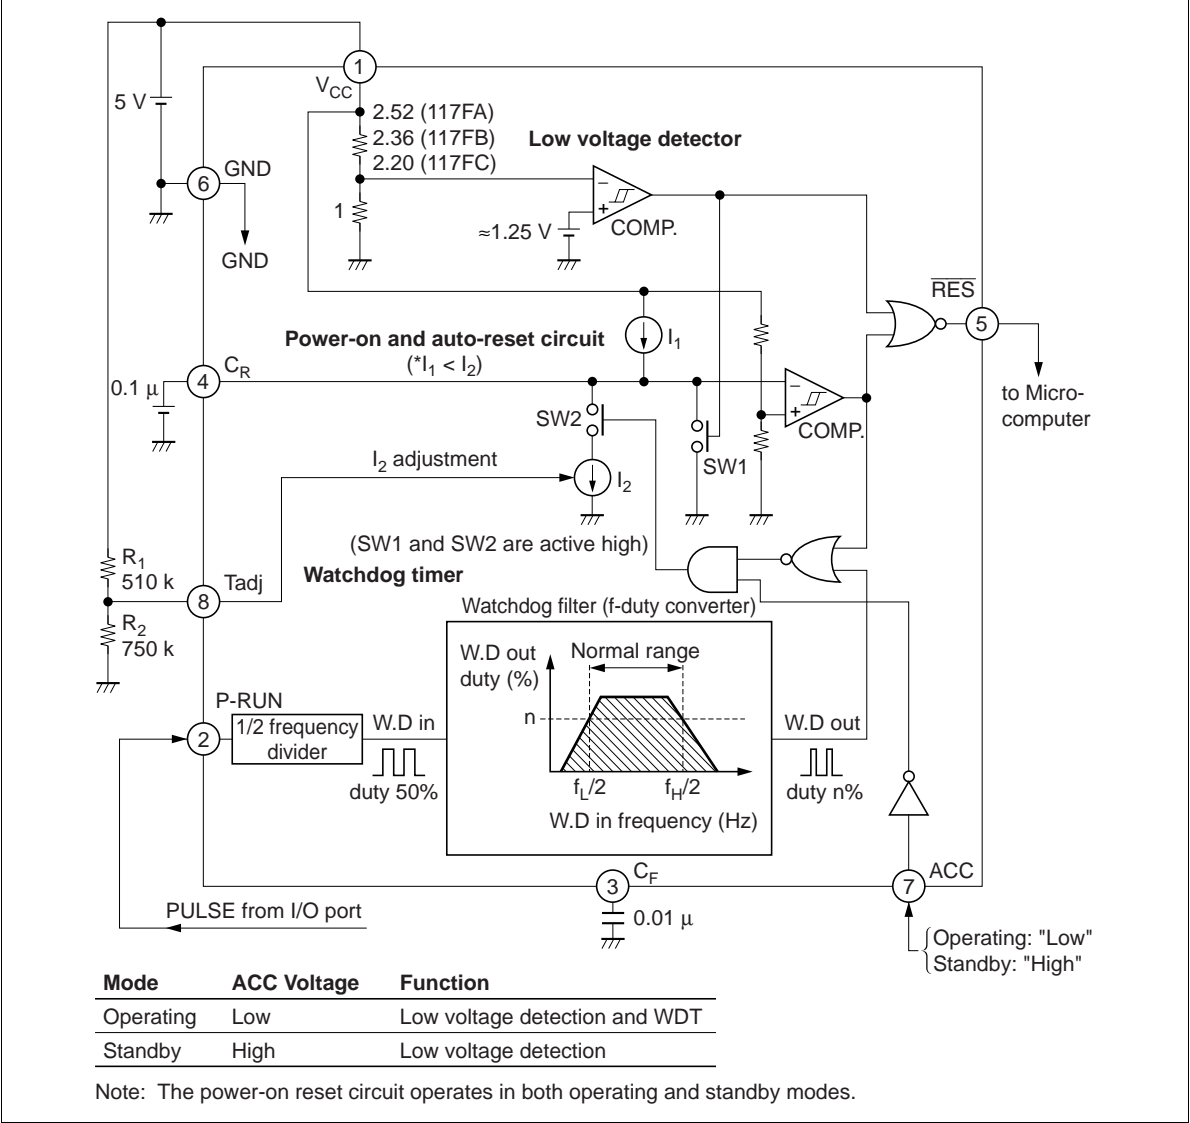 1
V_CC
5 V
2.52 (117FA)
2.36 (117FB)
2.20 (117FC)
Low voltage detector
6
GND
GND
1
−
+
COMP.
≈1.25 V
RES
5
to Micro-
computer
Power-on and auto-reset circuit
(*I1 < I2)
I1
4
CR
0.1 μ
SW2
SW1
−
+
COMP.
I2 adjustment
I2
(SW1 and SW2 are active high)
R1
510 k
Watchdog timer
8
Tadj
R2
750 k
Watchdog filter (f-duty converter)
W.D out
duty (%)
Normal range
n
fL/2
fH/2
W.D in frequency (Hz)
P-RUN
2
1/2 frequency
divider
W.D in
duty 50%
W.D out
duty n%
3
CF
0.01 μ
7
ACC
PULSE from I/O port
Operating: "Low"
Standby: "High"
Mode ACC Voltage Function
Operating Low Low voltage detection and WDT
Standby High Low voltage detection
Note: The power-on reset circuit operates in both operating and standby modes.